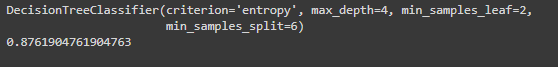 DecisionTreeClassifier(criterion='entropy', max_depth=4, min_samples_leaf=2,
min_samples_split=6)
0.8761904761904763